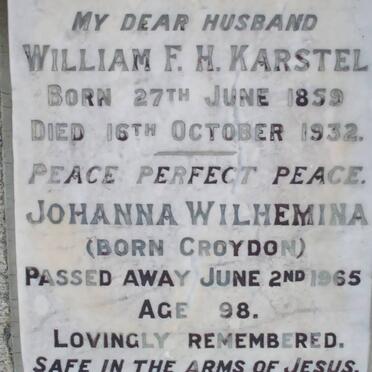 MY DEAR HUSBAND
WILLIAM F. H. KARSTEL
BORN 27TH JUNE 1859
DIED 16TH OCTOBER 1932.
PEACE PERFECT PEACE.
JOHANNA WILHEMINA
(BORN CROYDON)
PASSED AWAY JUNE 2ND 1965
AGE 98.
LOVINGLY REMEMBERED.
SAFE IN THE ARMS OF JESUS.